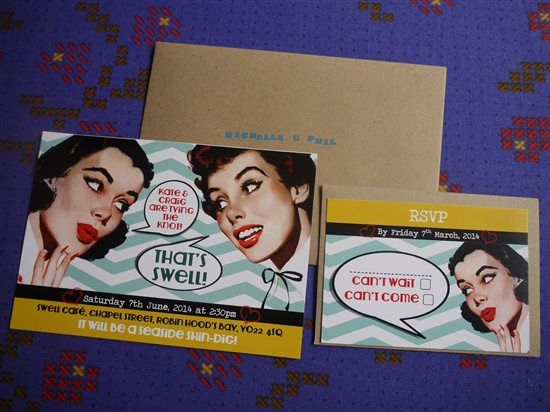 MICHELLE & PHIL
KATE &
CRAIG
ARE TYING
THE
KNOT!
THAT'S
SWELL!
Saturday 7th June, 2014 at 2:30pm
SWELL CAFÉ, CHAPEL STREET, ROBIN HOOD'S BAY, YO22 4SQ
IT WILL BE A SEASIDE SHIN-DIG!
RSVP
By Friday 7th March, 2014
CAN'T WAIT
CAN'T COME